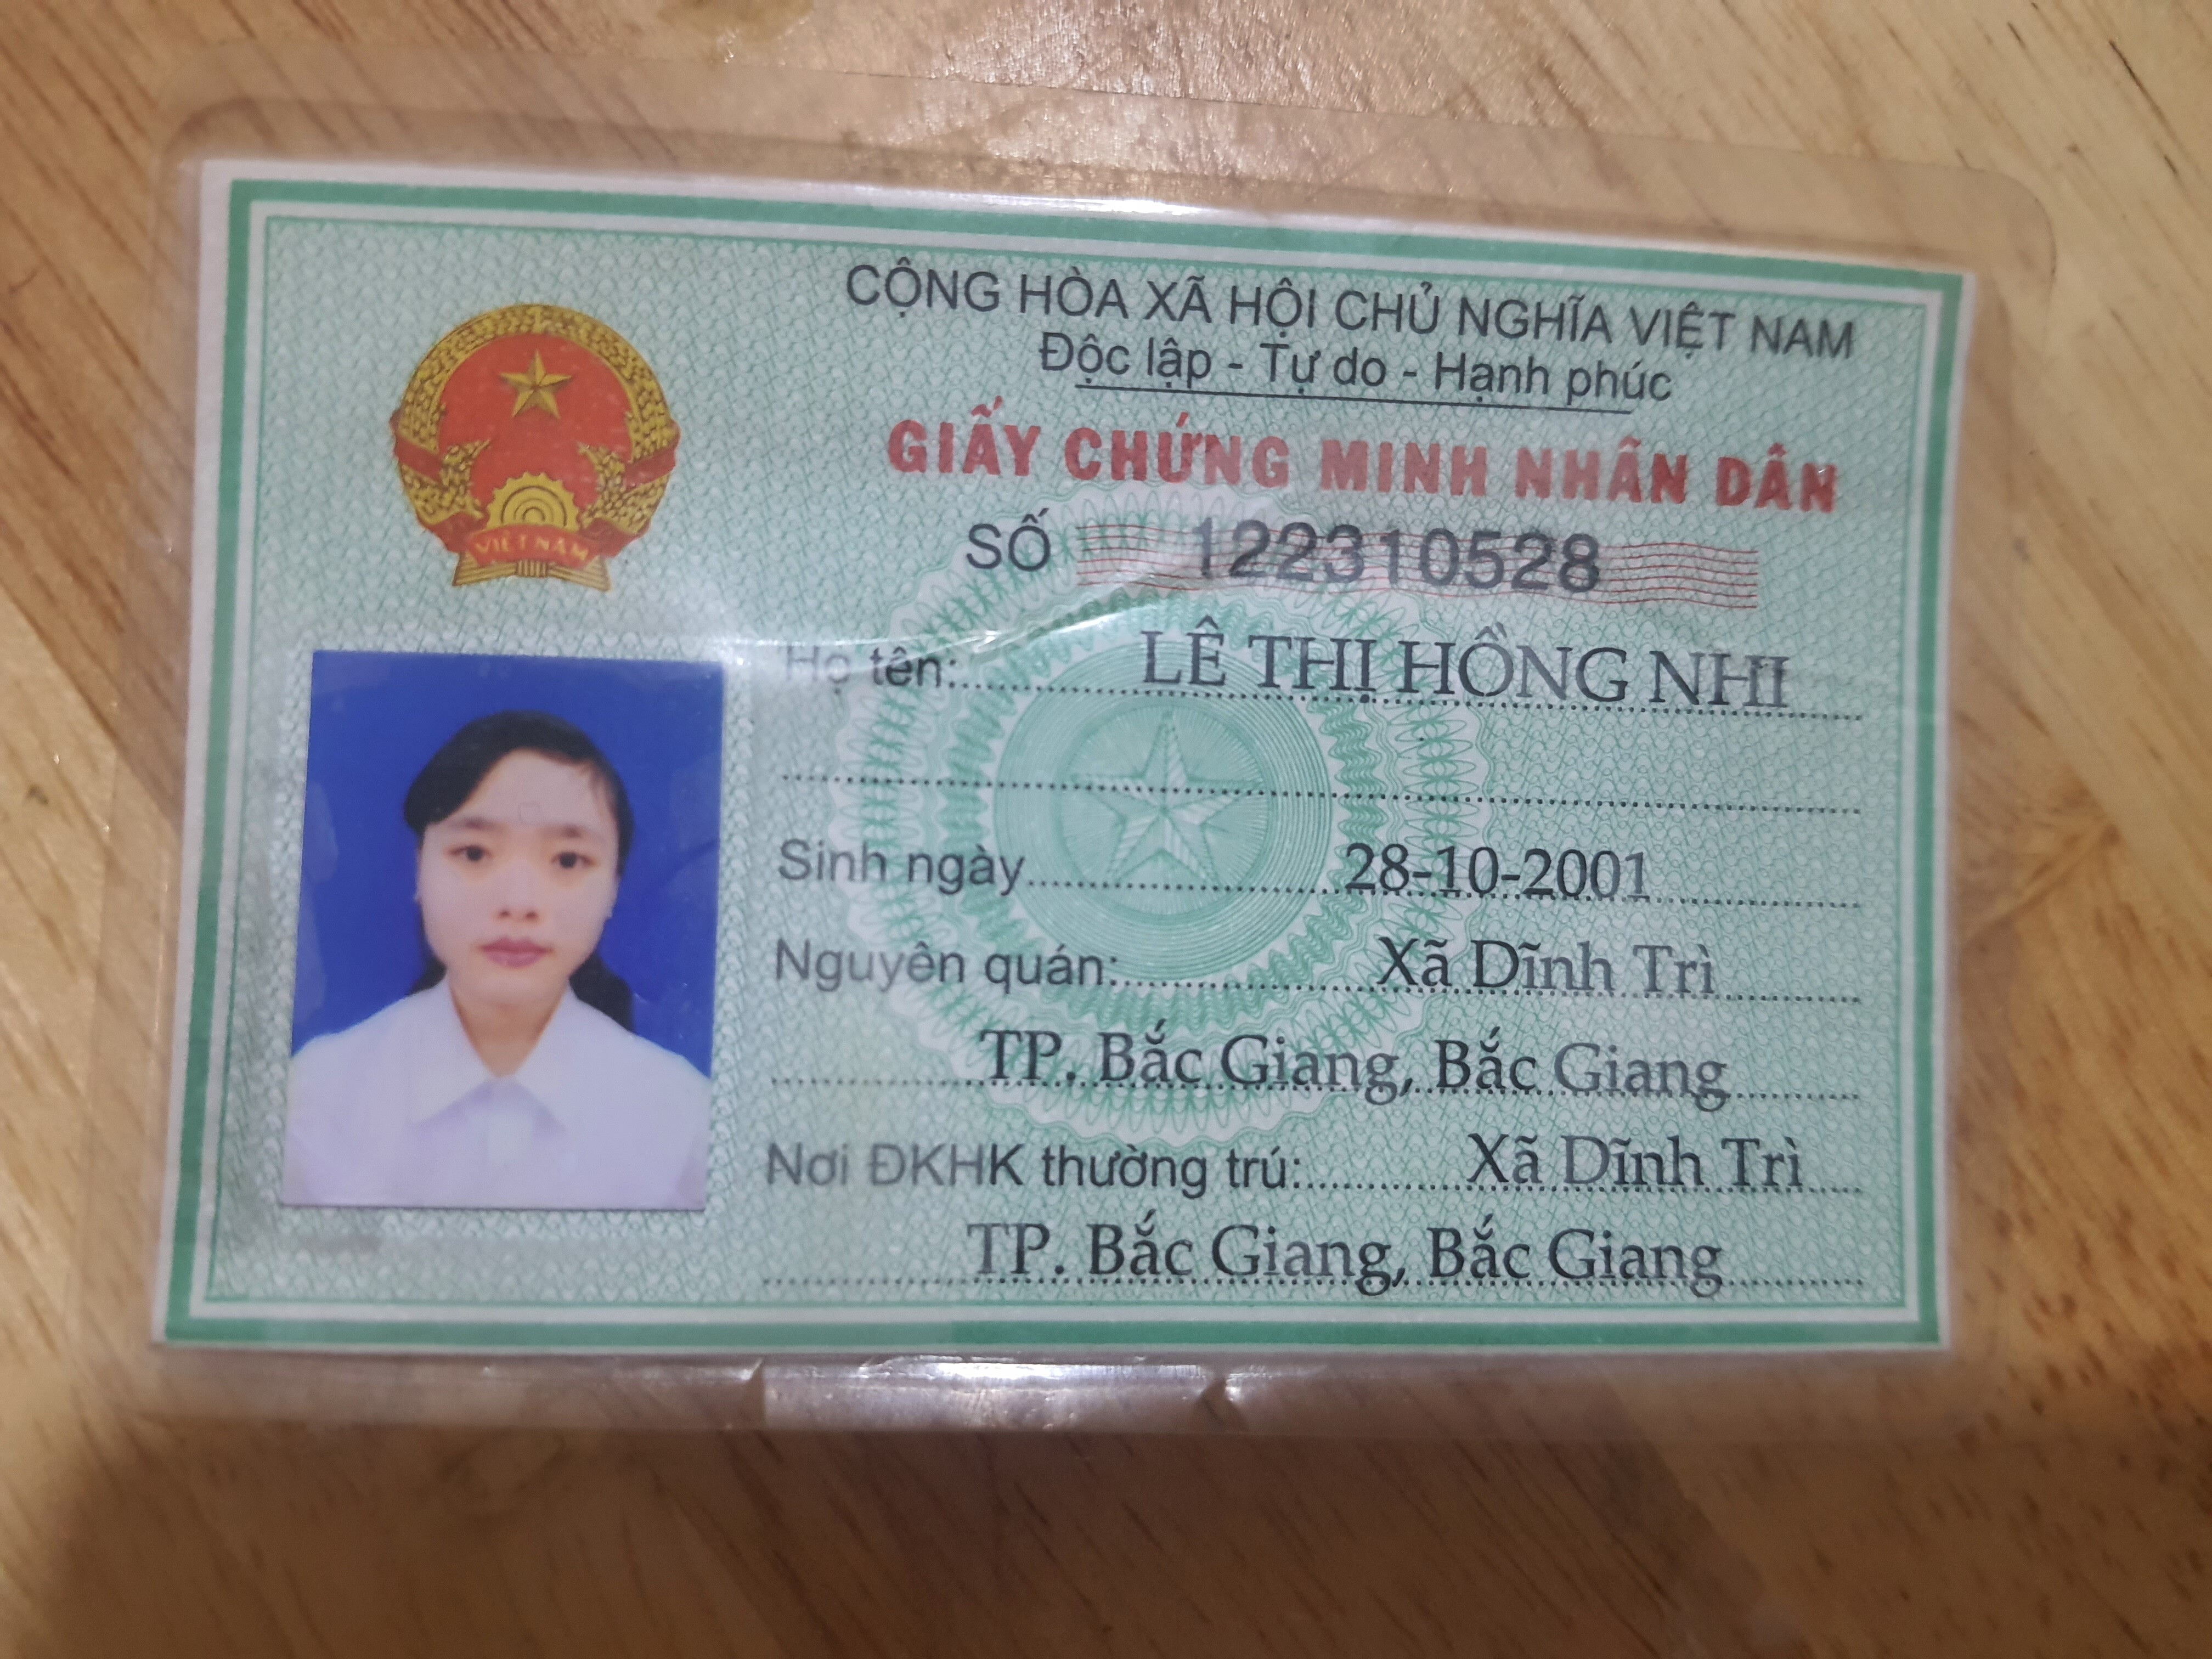 CỘNG HÒA XÃ HỘI CHỦ NGHĨA VIỆT NAM
Độc lập - Tự do - Hạnh phúc
GIẤY CHỨNG MINH NHÂN DÂN
SỐ 122310528
VIỆT NAM
Họ tên: LÊ THỊ HỒNG NHI
Sinh ngày 28-10-2001
Nguyên quán: Xã Dĩnh Trì
TP. Bắc Giang, Bắc Giang
Nơi ĐKHK thường trú: Xã Dĩnh Trì
TP. Bắc Giang, Bắc Giang